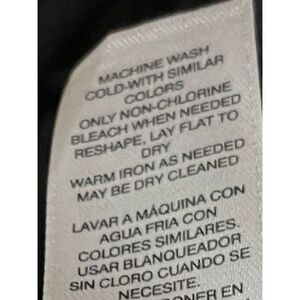 MACHINE WASH
COLD-WITH SIMILAR
COLORS
ONLY NON-CHLORINE
BLEACH WHEN NEEDED
RESHAPE, LAY FLAT TO
DRY
WARM IRON AS NEEDED
MAY BE DRY CLEANED
LAVAR A MÁQUINA CON
AGUA FRIA CON
COLORES SIMILARES.
USAR BLANQUEADOR
SIN CLORO CUANDO SE
NECESITE.
EN